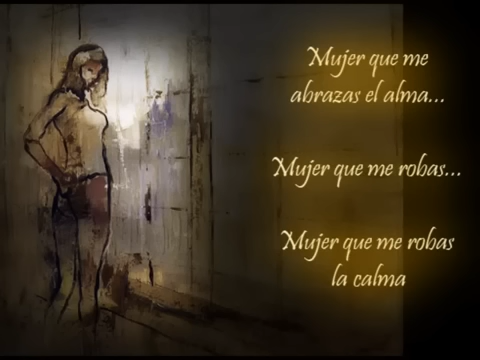 Mujer que me
abrazas el alma...
Mujer que me robas...
Mujer que me robas
la calma